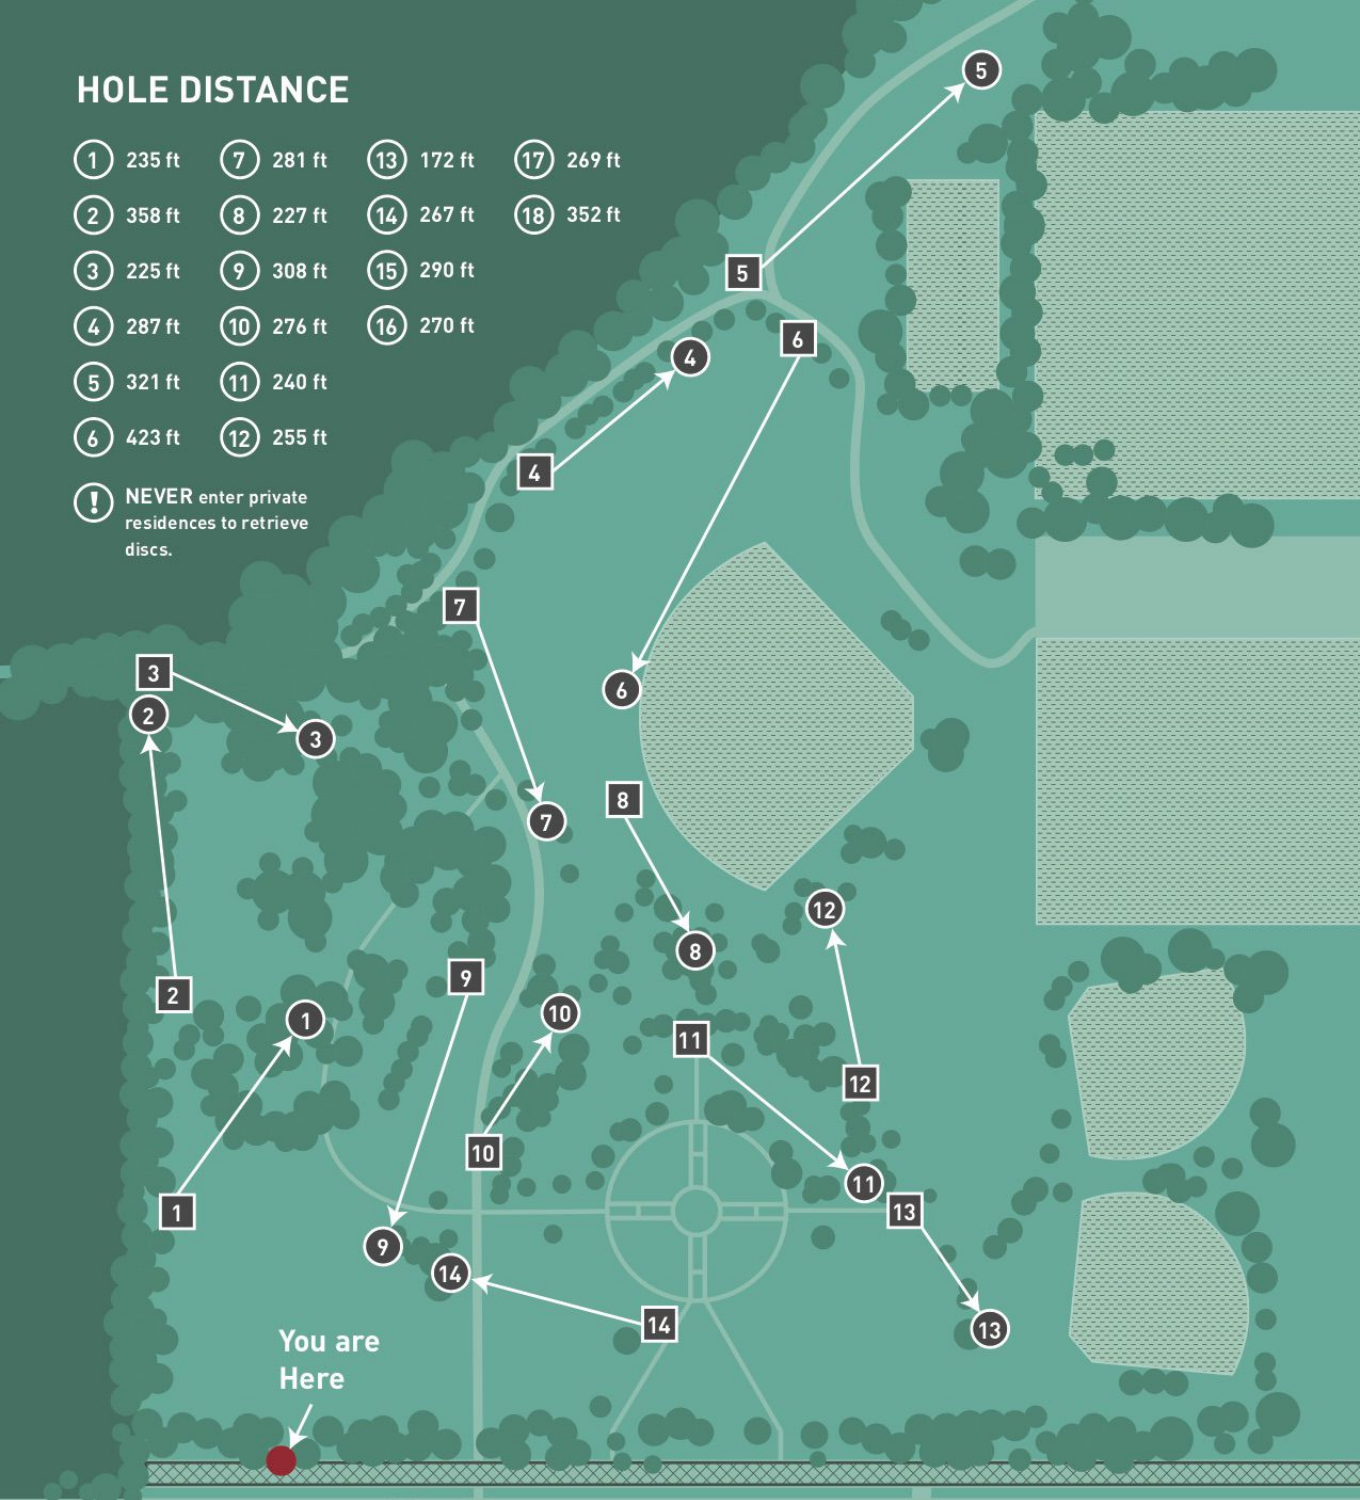 HOLE DISTANCE
1 235 ft 7 281 ft 13 172 ft 17 269 ft
2 358 ft 8 227 ft 14 267 ft 18 352 ft
3 225 ft 9 308 ft 15 290 ft
4 287 ft 10 276 ft 16 270 ft
5 321 ft 11 240 ft
6 423 ft 12 255 ft
! NEVER enter private
residences to retrieve
discs.
5
5
6
4
4
7
3
6
2
3
8
7
12
8
9
2
10
1
11
12
10
11
1
13
9
14
14
13
You are
Here